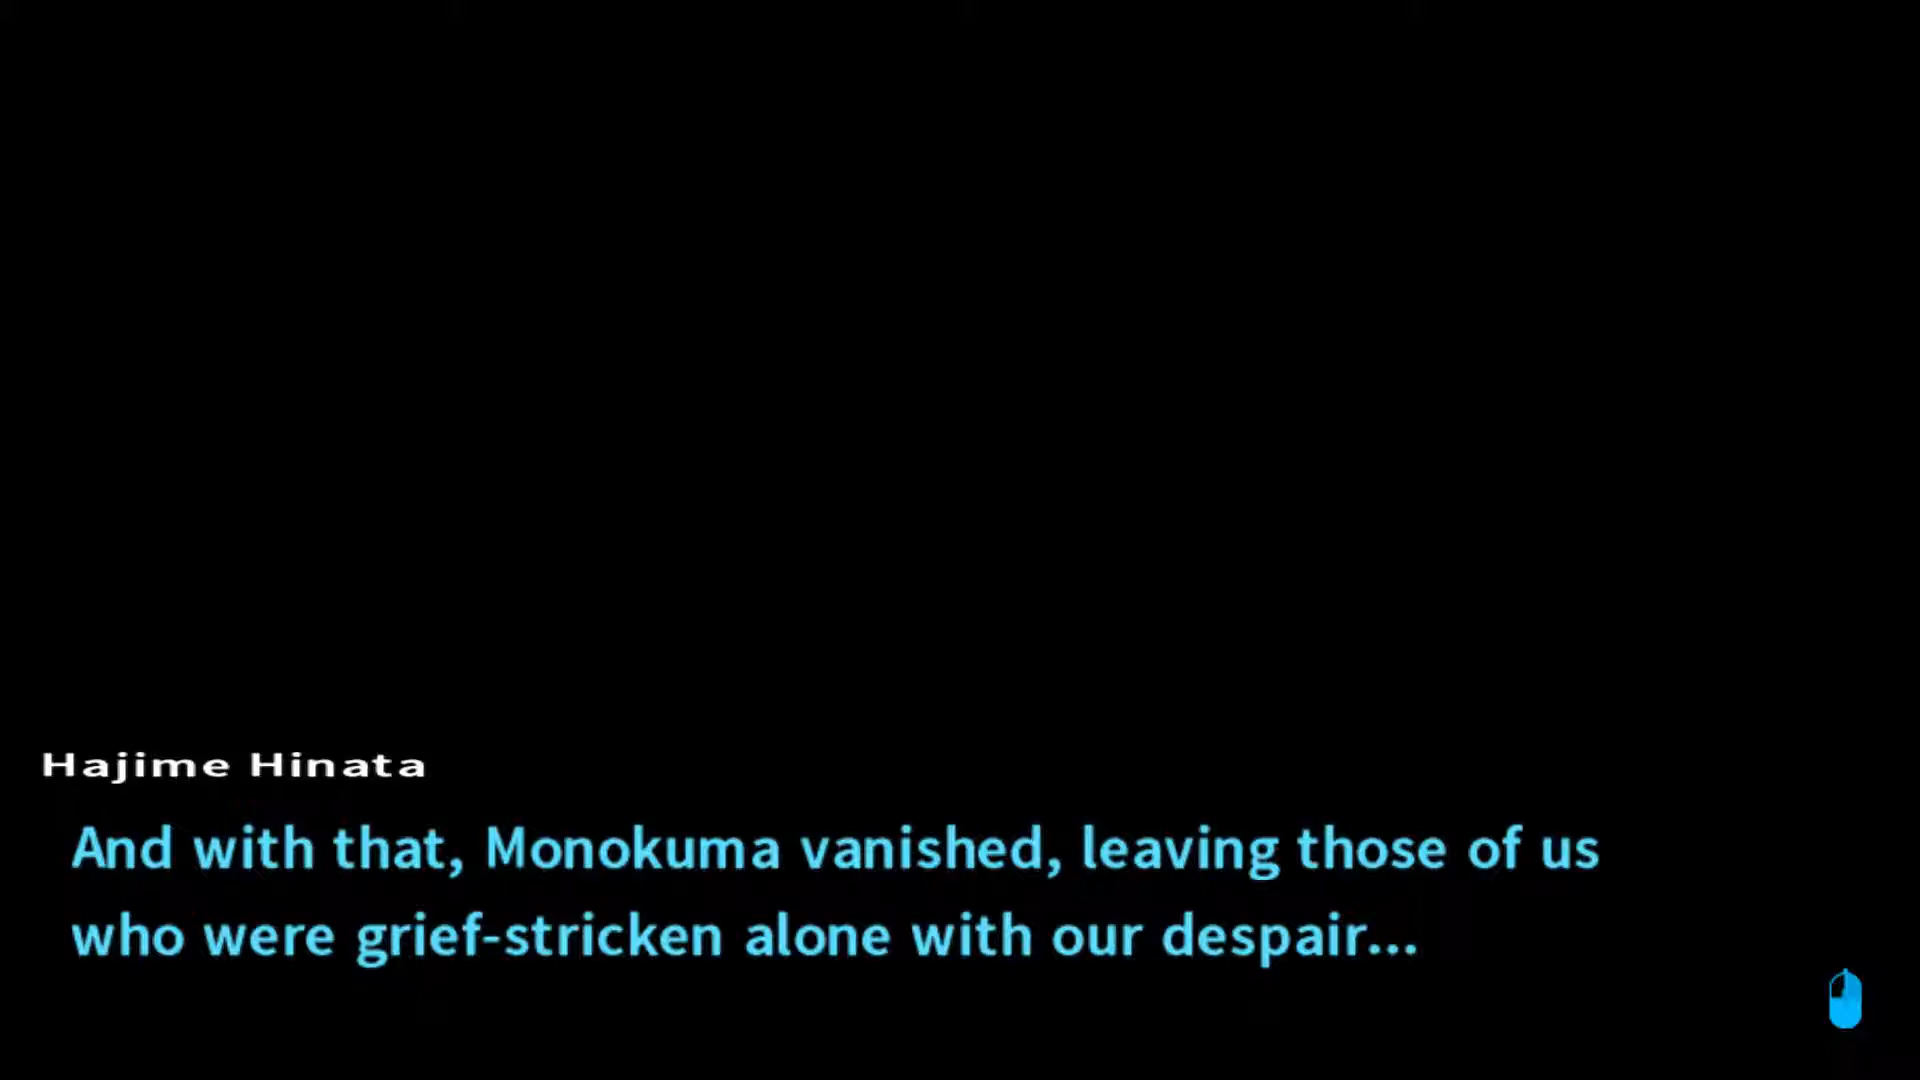 Hajime Hinata
And with that, Monokuma vanished, leaving those of us
who were grief-stricken alone with our despair...